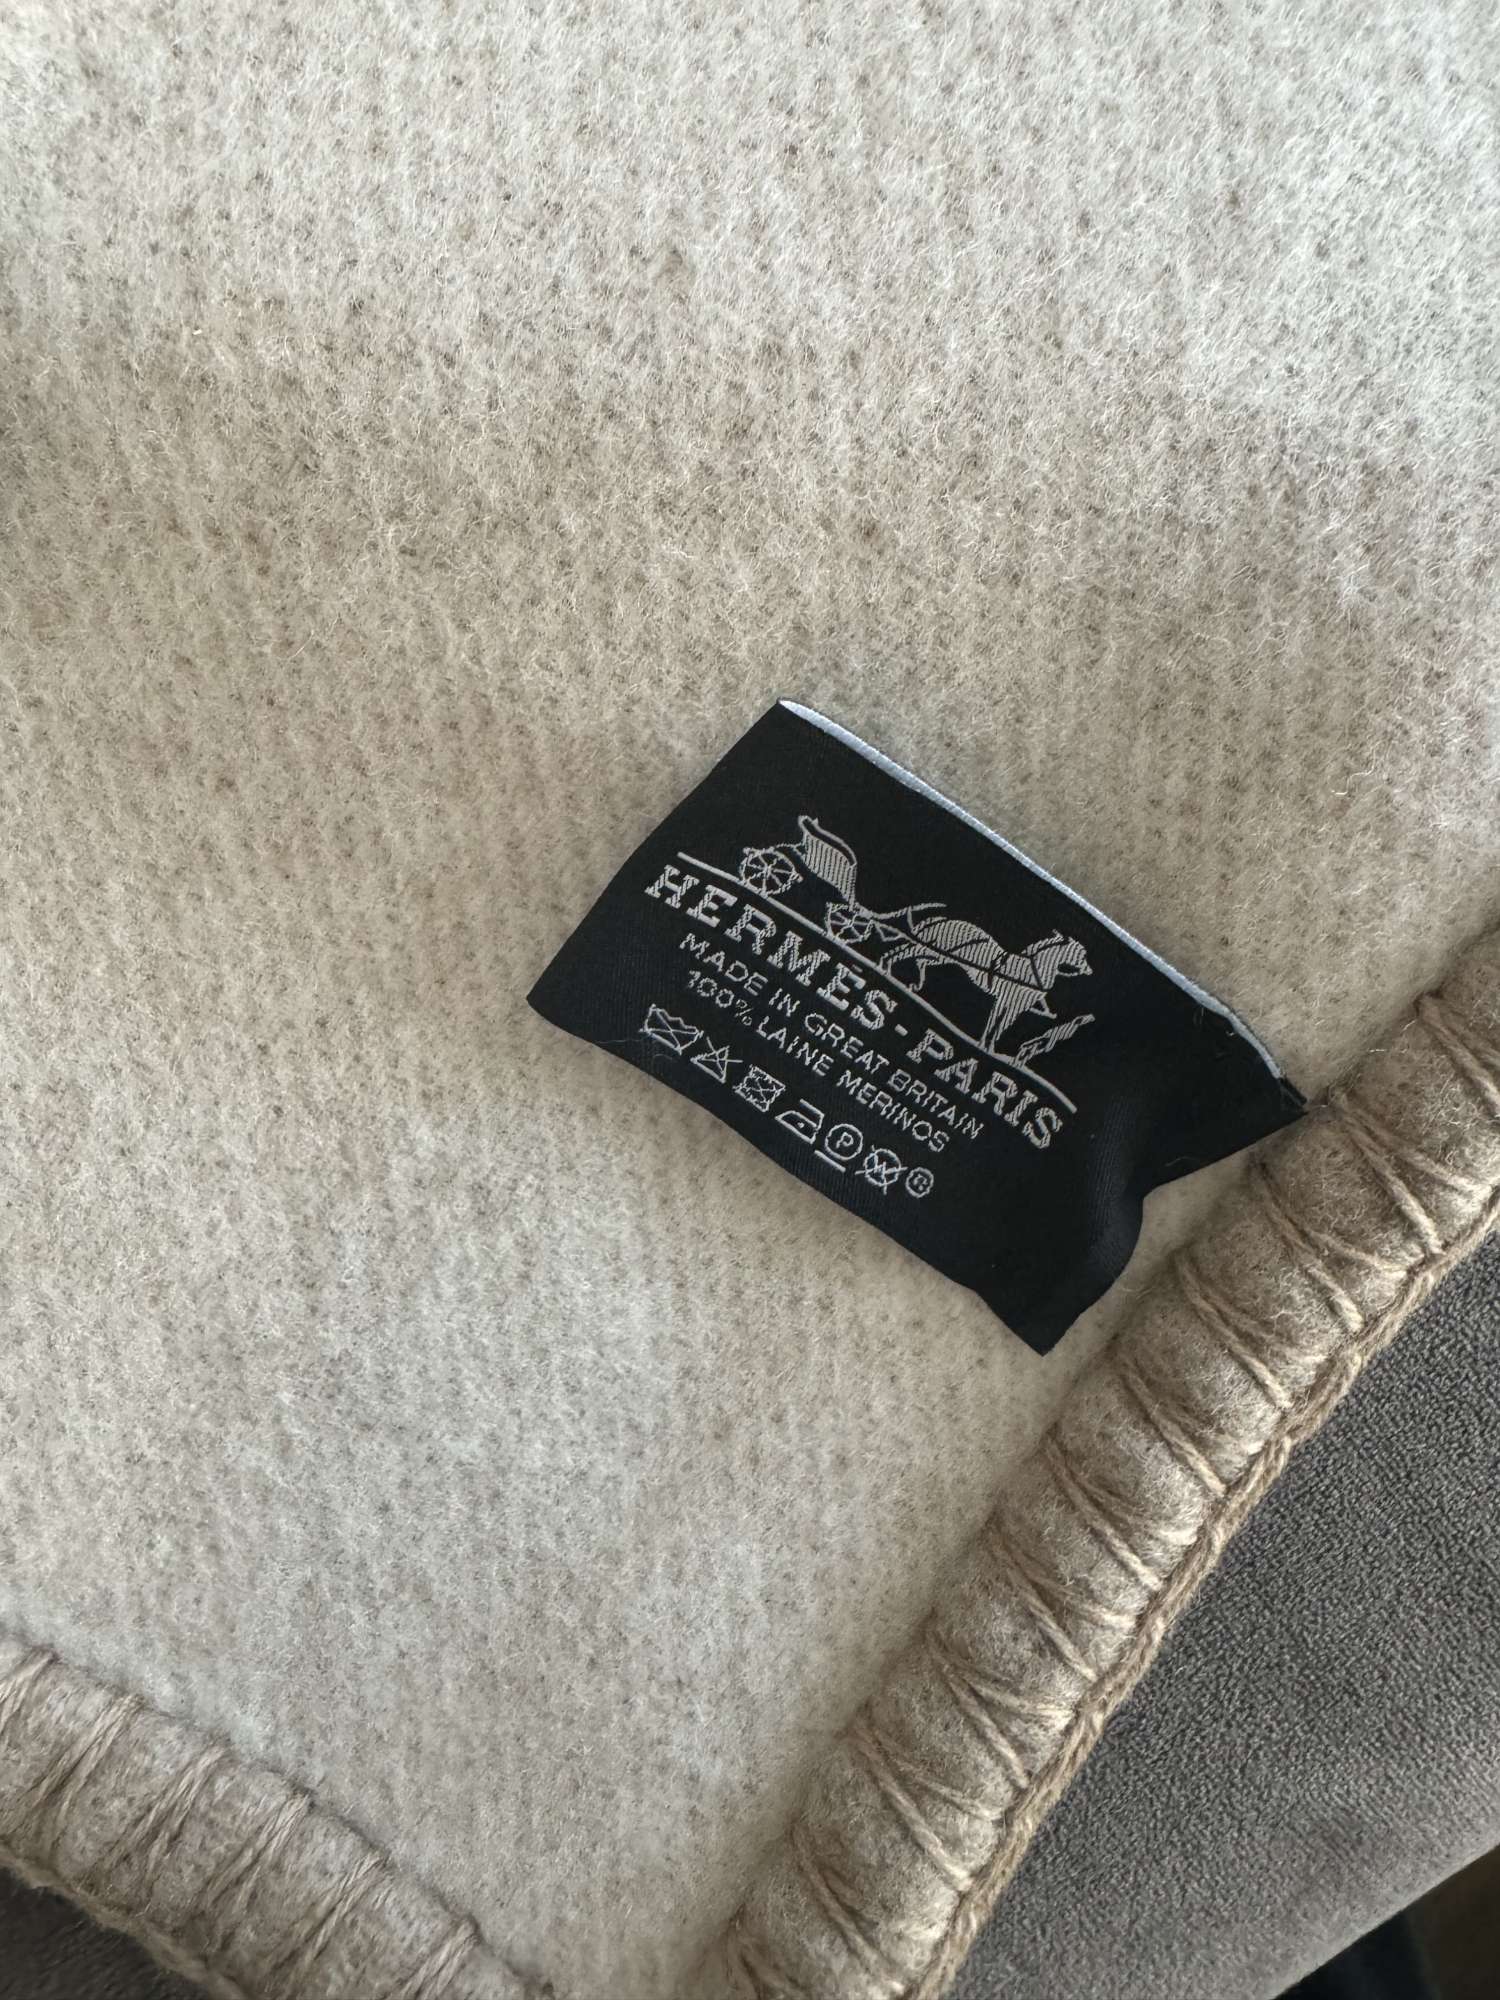 HERMÈS-PARIS
MADE IN GREAT BRITAIN
100% LAINE MERINOS
P W ©